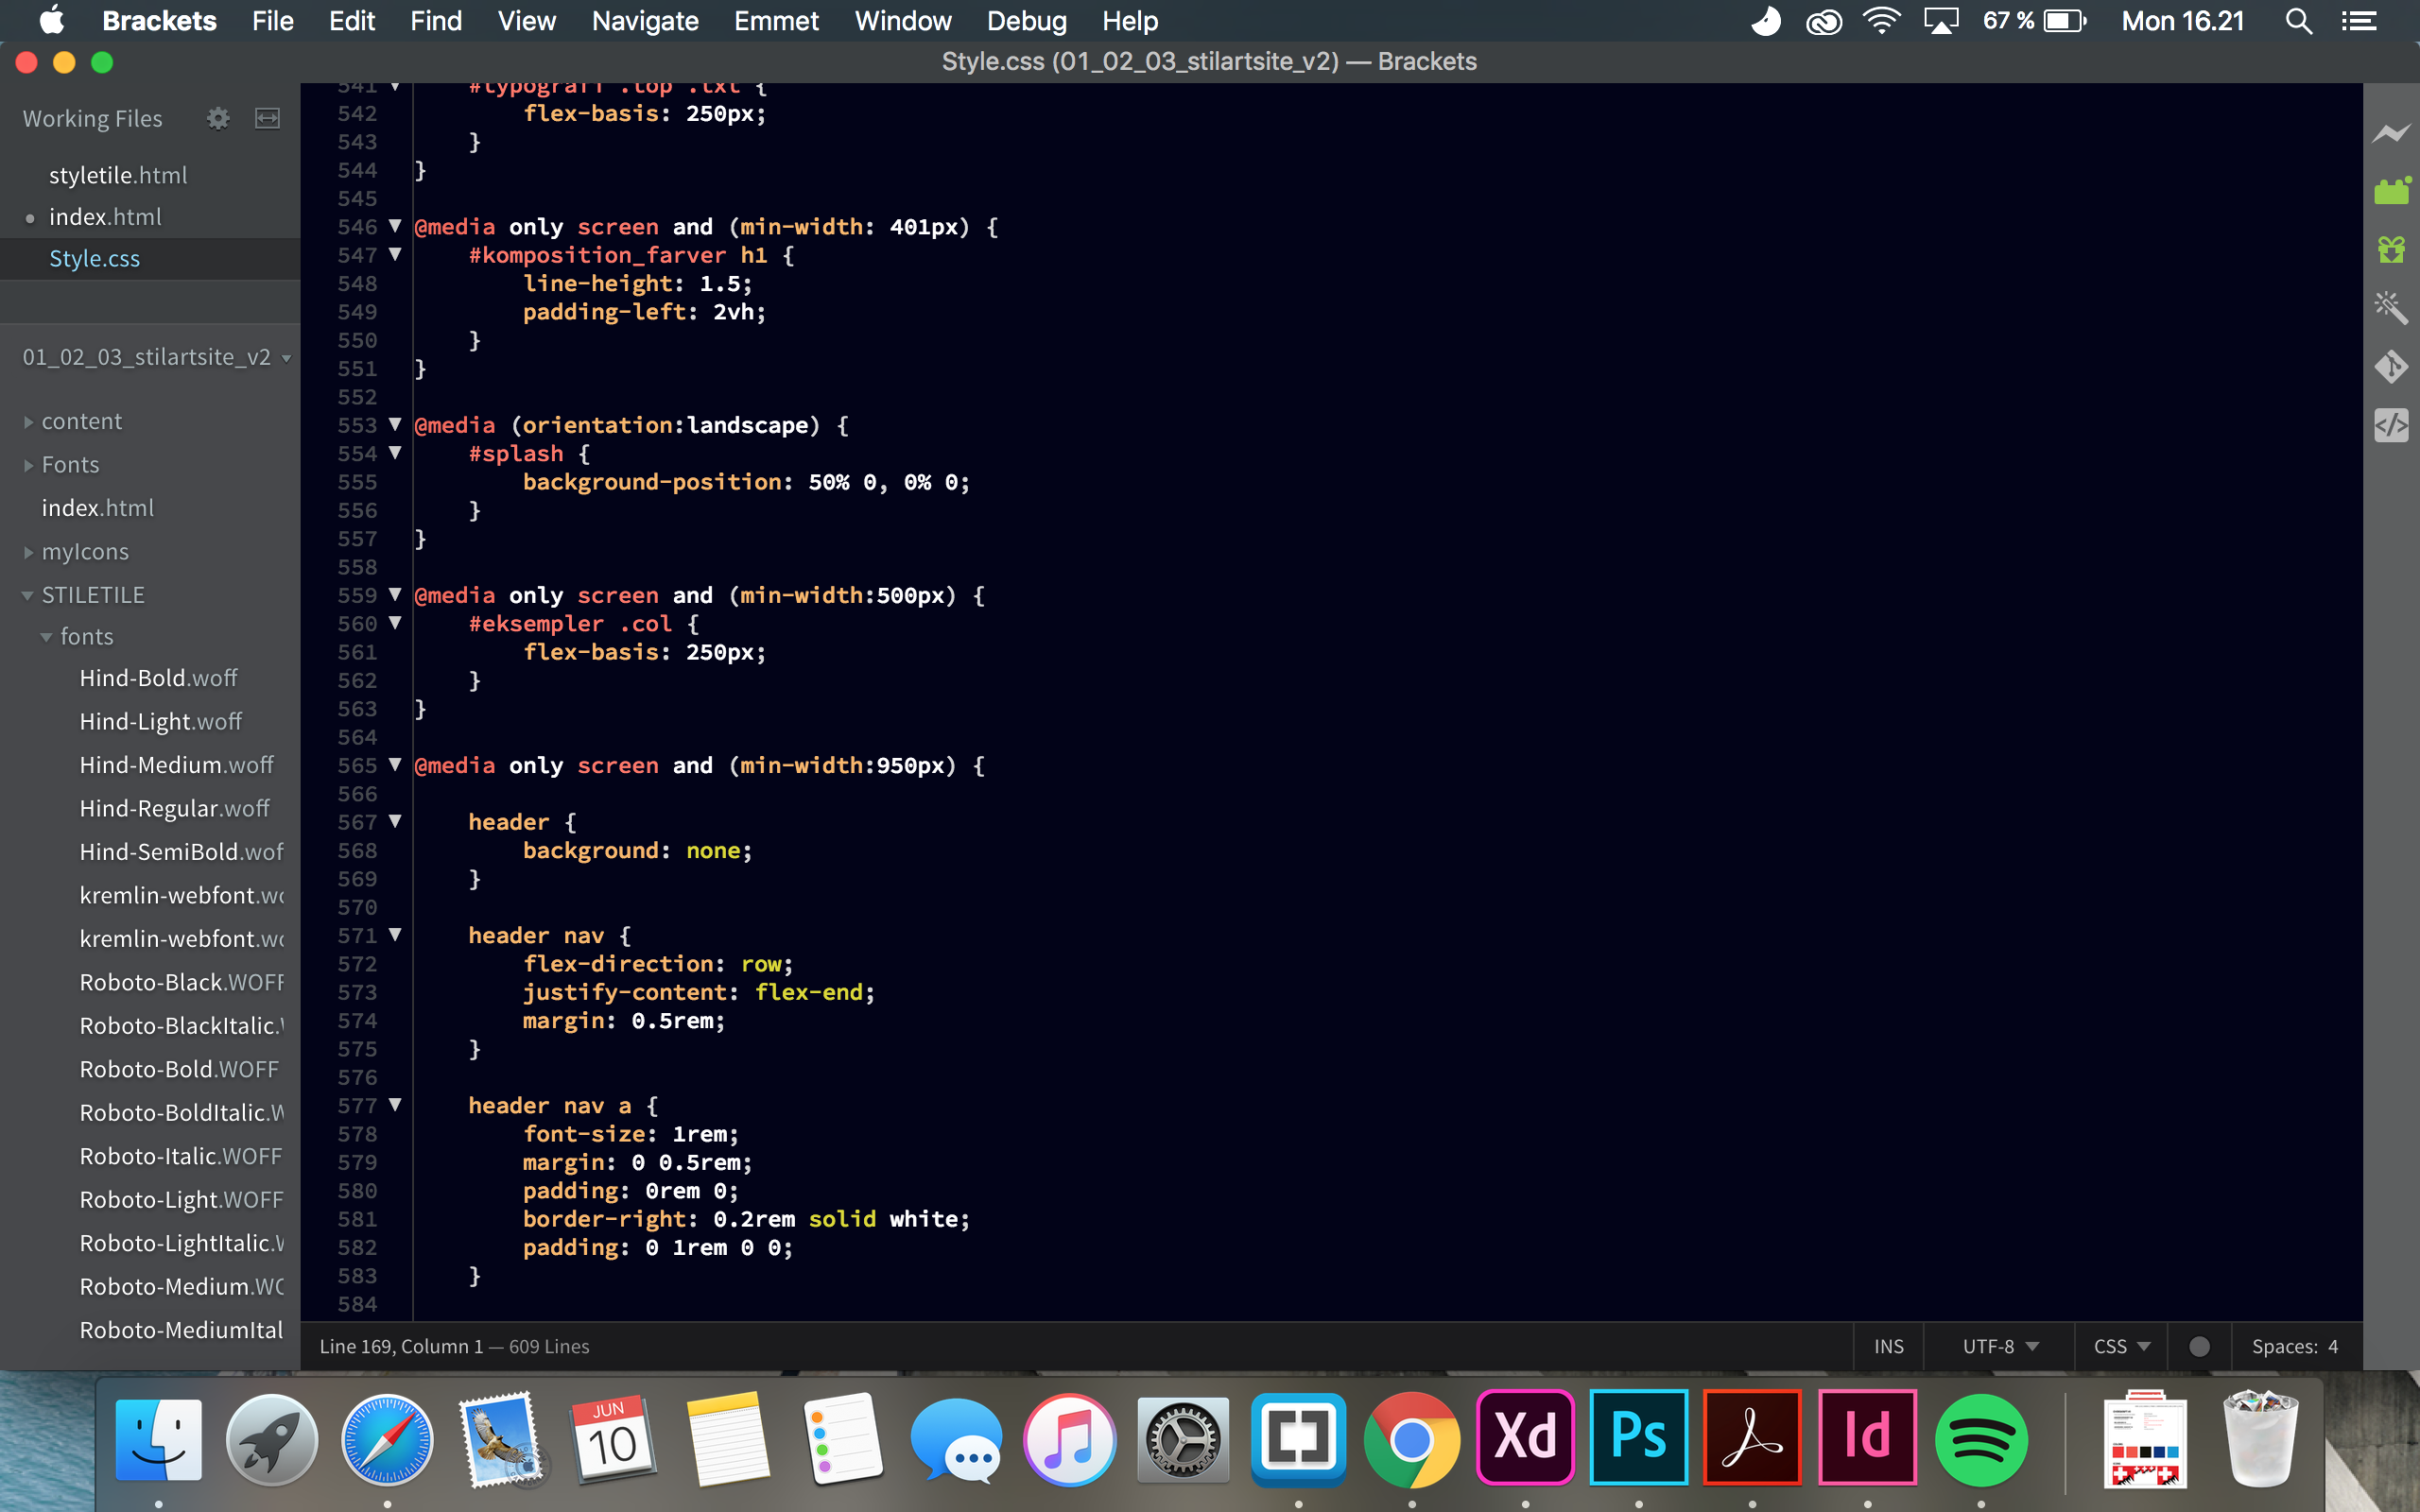 Brackets File Edit Find View Navigate Emmet Window Debug Help 67 % Mon 16.21
Style.css (01_02_03_stilartsite_v2) — Brackets
Working Files
styletile.html
index.html
Style.css
01_02_03_stilartsite_v2
content
Fonts
index.html
myIcons
STILETILE
fonts
Hind-Bold.woff
Hind-Light.woff
Hind-Medium.woff
Hind-Regular.woff
Hind-SemiBold.wof
kremlin-webfont.wo
kremlin-webfont.wo
Roboto-Black.WOFF
Roboto-BlackItalic.
Roboto-Bold.WOFF
Roboto-BoldItalic.W
Roboto-Italic.WOFF
Roboto-Light.WOFF
Roboto-LightItalic.
Roboto-Medium.WO
Roboto-MediumItal
541 #typografi .top .txt {
542 flex-basis: 250px;
543 }
544 }
545
546 @media only screen and (min-width: 401px) {
547 #komposition_farver h1 {
548 line-height: 1.5;
549 padding-left: 2vh;
550 }
551 }
552
553 @media (orientation:landscape) {
554 #splash {
555 background-position: 50% 0, 0% 0;
556 }
557 }
558
559 @media only screen and (min-width:500px) {
560 #eksempler .col {
561 flex-basis: 250px;
562 }
563 }
564
565 @media only screen and (min-width:950px) {
566
567 header {
568 background: none;
569 }
570
571 header nav {
572 flex-direction: row;
573 justify-content: flex-end;
574 margin: 0.5rem;
575 }
576
577 header nav a {
578 font-size: 1rem;
579 margin: 0 0.5rem;
580 padding: 0rem 0;
581 border-right: 0.2rem solid white;
582 padding: 0 1rem 0 0;
583 }
584
Line 169, Column 1 — 609 Lines INS UTF-8 CSS Spaces: 4
JUN
10
Xd
Ps
Id